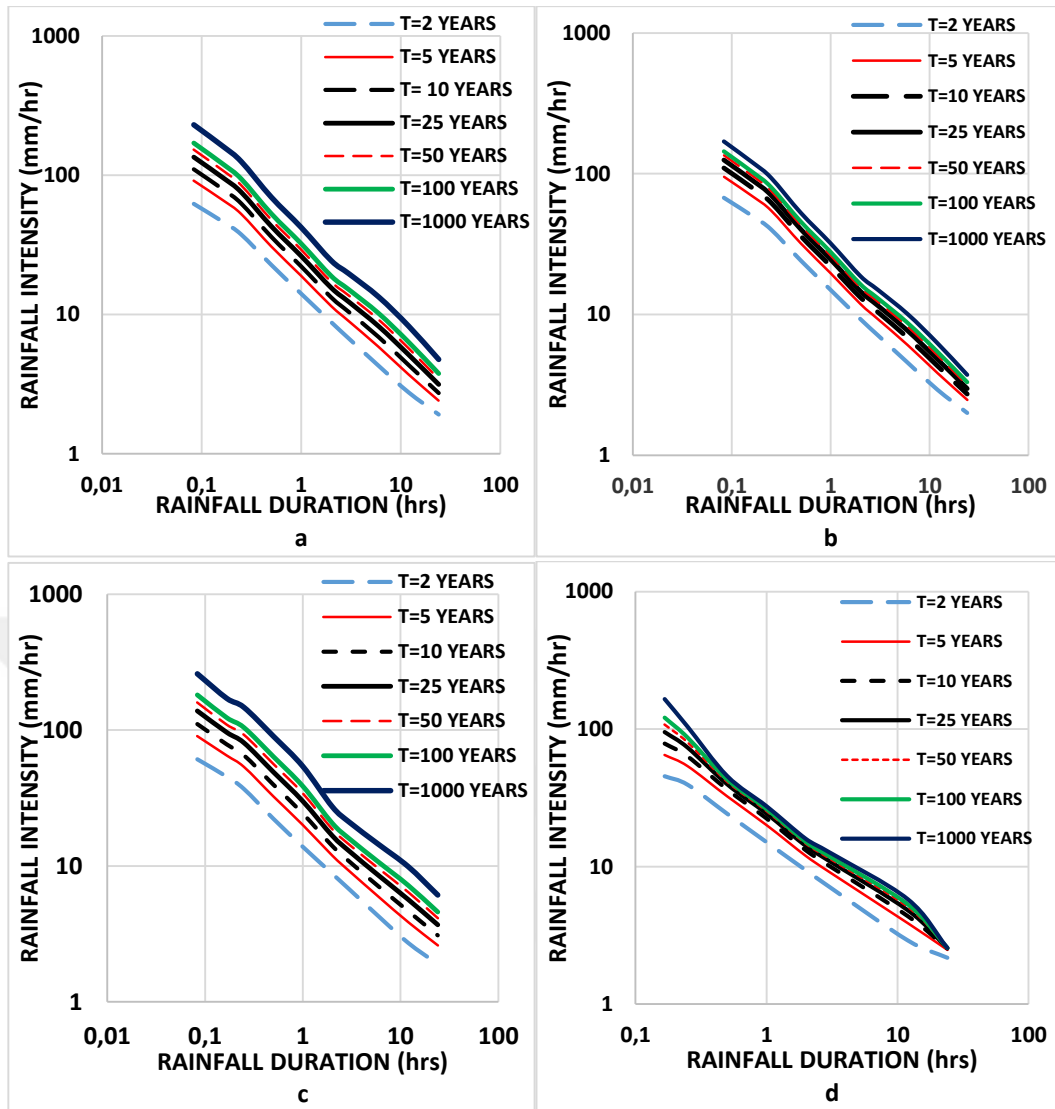 RAINFALL INTENSITY (mm/hr)
1000
100
10
1
0,01
0,1
1
10
100
RAINFALL DURATION (hrs)
a
T=2 YEARS
T=5 YEARS
T= 10 YEARS
T=25 YEARS
T=50 YEARS
T=100 YEARS
T=1000 YEARS
RAINFALL INTENSITY (mm/hr)
1000
100
10
1
0,01
0,1
1
10
100
RAINFALL DURATION (hrs)
b
T=2 YEARS
T=5 YEARS
T=10 YEARS
T=25 YEARS
T=50 YEARS
T=100 YEARS
T=1000 YEARS
RAINFALL INTENSITY (mm/hr)
1000
100
10
1
0,01
0,1
1
10
100
RAINFALL DURATION (hrs)
c
T=2 YEARS
T=5 YEARS
T=10 YEARS
T=25 YEARS
T=50 YEARS
T=100 YEARS
T=1000 YEARS
RAINFALL INTENSITY (mm/hr)
1000
100
10
1
0,1
1
10
100
RAINFALL DURATION (hrs)
d
T=2 YEARS
T=5 YEARS
T=10 YEARS
T=25 YEARS
T=50 YEARS
T=100 YEARS
T=1000 YEARS